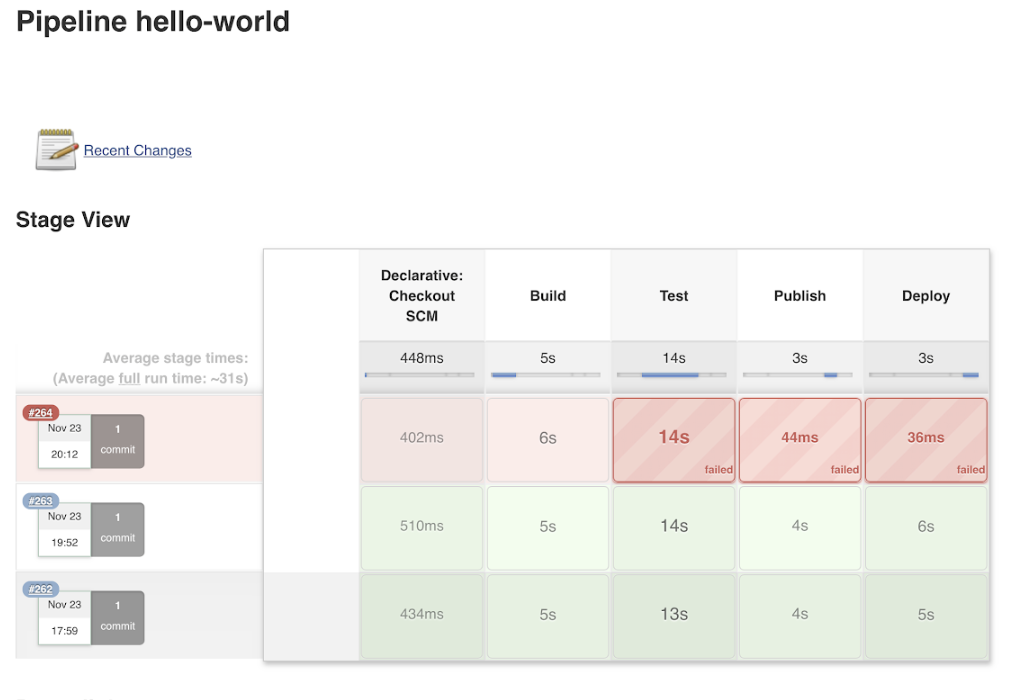 Pipeline hello-world
Recent Changes
Stage View
Declarative:
Checkout
SCM
Build
Test
Publish
Deploy
Average stage times:
(Average full run time: ~31s)
448ms
5s
14s
3s
3s
#264
Nov 23
20:12
1
commit
402ms
6s
14s
failed
44ms
failed
36ms
failed
#263
Nov 23
19:52
1
commit
510ms
5s
14s
4s
6s
#262
Nov 23
17:59
1
commit
434ms
5s
13s
4s
5s